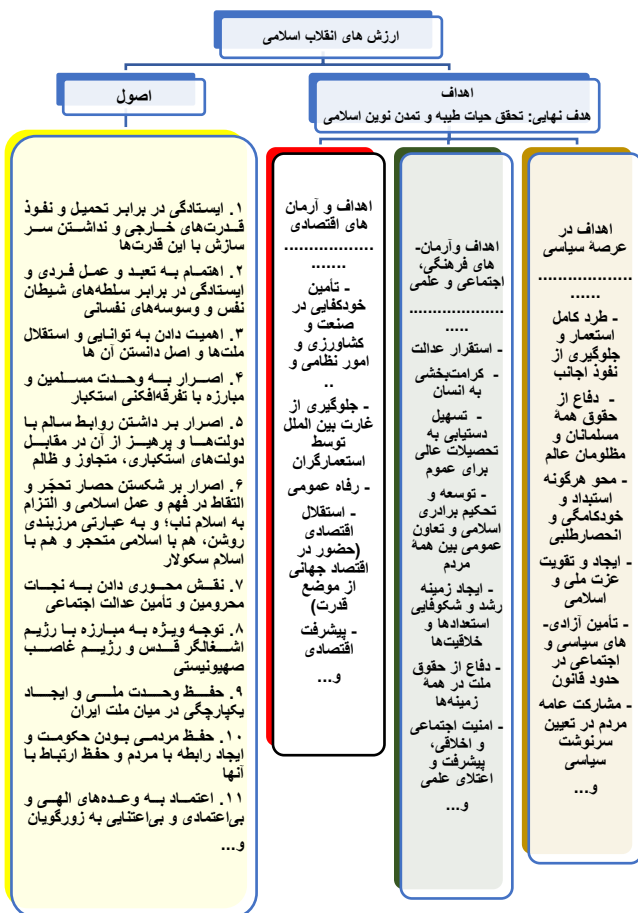 ارزش های انقلاب اسلامی
اهداف
هدف نهایی: تحقق حیات طیبه و تمدن نوین اسلامی
اهداف در
عرصۀ سیاسی
...................
......
- طرد کامل
استعمار و
جلوگیری از
نفوذ اجانب
- دفاع از
حقوق همۀ
مسلمانان و
مظلومان عالم
- محو هرگونه
استبداد و
خودکامگی و
انحصارطلبی
- ایجاد و تقویت
عزت ملی و
اسلامی
- تأمین آزادی-
های سیاسی و
اجتماعی در
حدود قانون
- مشارکت عامه
مردم در تعیین
سرنوشت
سیاسی
و...
اهداف وآرمان-
های فرهنگی،
اجتماعی و علمی
......................
.....
- استقرار عدالت
- کرامت‌بخشی
به انسان
- تسهیل
دستیابی به
تحصیلات عالی
برای عموم
- توسعه و
تحکیم برادری
اسلامی و تعاون
عمومی بین همۀ
مردم
- ایجاد زمینه
رشد و شکوفایی
استعدادها و
خلاقیت‌ها
- دفاع از حقوق
ملت در همۀ
زمینه‌ها
- امنیت اجتماعی
و اخلاقی،
پیشرفت و
اعتلای علمی
و...
اهداف و آرمان
های اقتصادی
..................
.......
- تأمین
خودکفایی در
صنعت و
کشاورزی و
امور نظامی و
..
- جلوگیری از
غارت بین الملل
توسط
استعمارگران
- رفاه عمومی
- استقلال
اقتصادی
(حضور در
اقتصاد جهانی
از موضع
قدرت)
- پیشرفت
اقتصادی
و...
اصول
۱. ایستادگی در برابر تحمیل و نفوذ
قدرت‌های خارجی و نداشتن سر
سازش با این قدرت‌ها
۲. اهتمام به تعبد و عمل فردی و
ایستادگی در برابر سلطه‌های شیطان
نفس و وسوسه‌های نفسانی
۳. اهمیت دادن به توانایی و استقلال
ملت‌ها و اصل دانستن آن ها
۴. اصرار به وحدت مسلمین و
مبارزه با تفرقه‌افکنی استکبار
۵. اصرار بر داشتن روابط سالم با
دولت‌ها و پرهیز از آن در مقابل
دولت‌های استکباری، متجاوز و ظالم
۶. اصرار بر شکستن حصار تحجّر و
التقاط در فهم و عمل اسلامی و التزام
به اسلام ناب؛ و به عبارتی مرزبندی
روشن، هم با اسلامی متحجر و هم با
اسلام سکولار
۷. نقش محوری دادن به نجات
محرومین و تأمین عدالت اجتماعی
۸. توجه ویژه به مبارزه با رژیم
اشغالگر قدس و رژیم غاصب
صهیونیستی
۹. حفظ وحدت ملی و ایجاد
یکپارچگی در میان ملت ایران
۱۰. حفظ مردمی بودن حکومت و
ایجاد رابطه با مردم و حفظ ارتباط با
آنها
۱۱. اعتماد به وعده‌های الهی و
بی‌اعتمادی و بی‌اعتنایی به زورگویان
و...